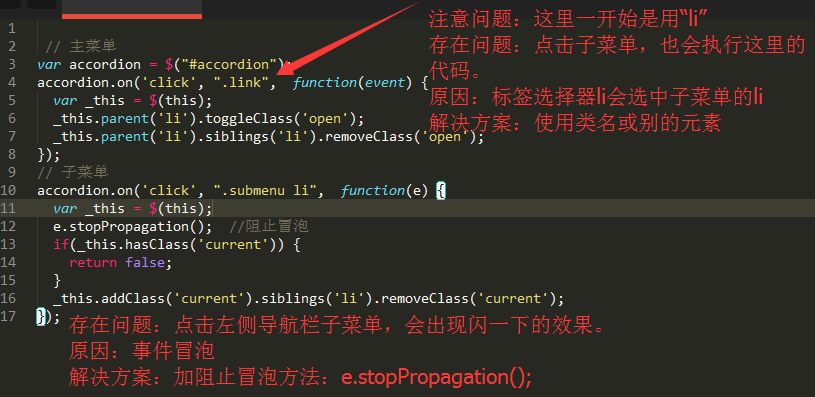 注意问题：这里一开始是用“li”
存在问题：点击子菜单，也会执行这里的
代码。
原因：标签选择器li会选中子菜单的li
解决方案：使用类名或别的元素
1
2 // 主菜单
3 var accordion = $("#accordion");
4 accordion.on('click', ".link",  function(event) {
5 var _this = $(this);
6 _this.parent('li').toggleClass('open');
7 _this.parent('li').siblings('li').removeClass('open');
8 });
9 // 子菜单
10 accordion.on('click', ".submenu li",  function(e) {
11 var _this = $(this);
12 e.stopPropagation();  //阻止冒泡
13 if(_this.hasClass('current')) {
14 return false;
15 }
16 _this.addClass('current').siblings('li').removeClass('current');
17 });
存在问题：点击左侧导航栏子菜单，会出现闪一下的效果。
原因：事件冒泡
解决方案：加阻止冒泡方法：e.stopPropagation();